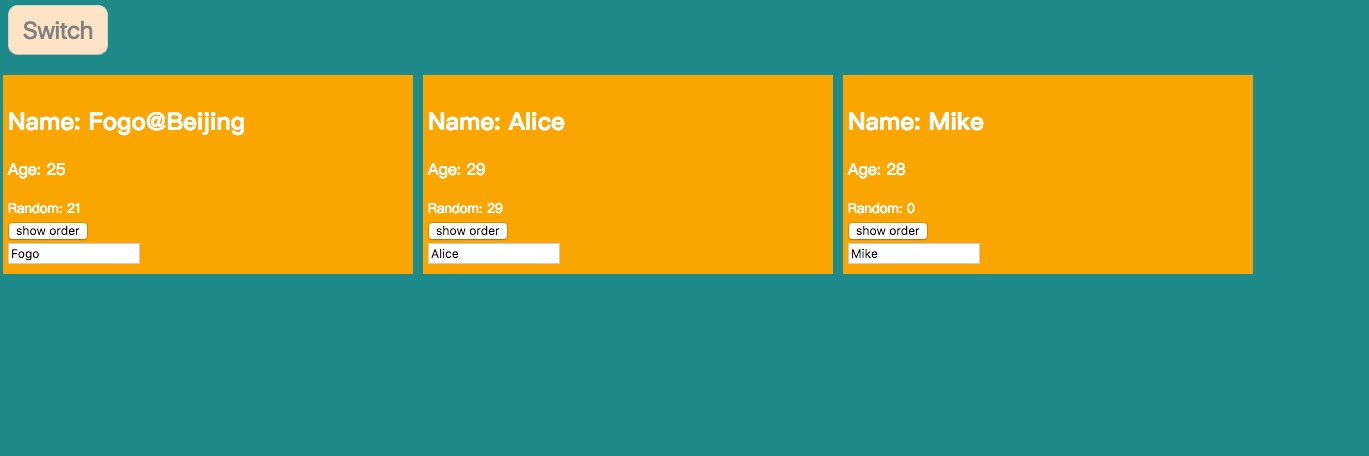 Switch
Name: Fogo@Beijing
Age: 25
Random: 21
show order
Fogo
Name: Alice
Age: 29
Random: 29
show order
Alice
Name: Mike
Age: 28
Random: 0
show order
Mike